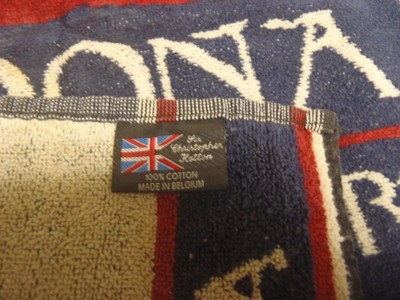 DONA
Sir
Christopher
Hatton
100% COTTON
MADE IN BELGIUM
R
A